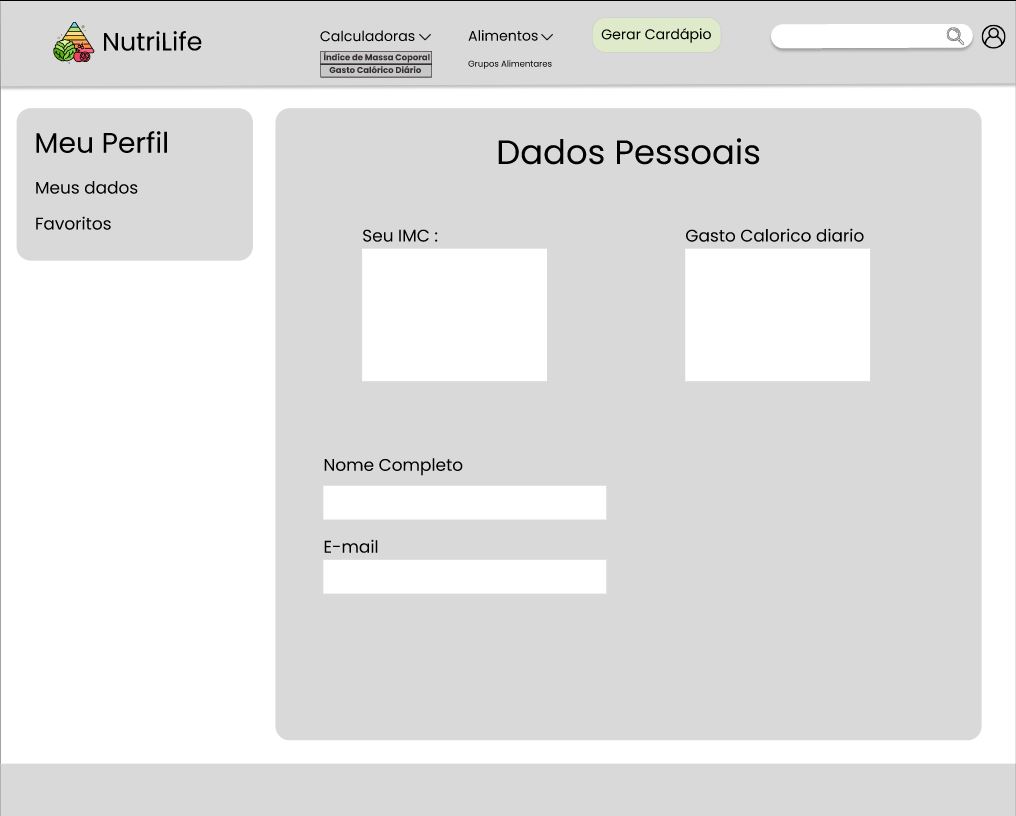 NutriLife
Calculadoras
Índice de Massa Coporal
Gasto Calórico Diário
Alimentos
Grupos Alimentares
Gerar Cardápio
Meu Perfil
Meus dados
Favoritos
Dados Pessoais
Seu IMC :
Gasto Calorico diario
Nome Completo
E-mail